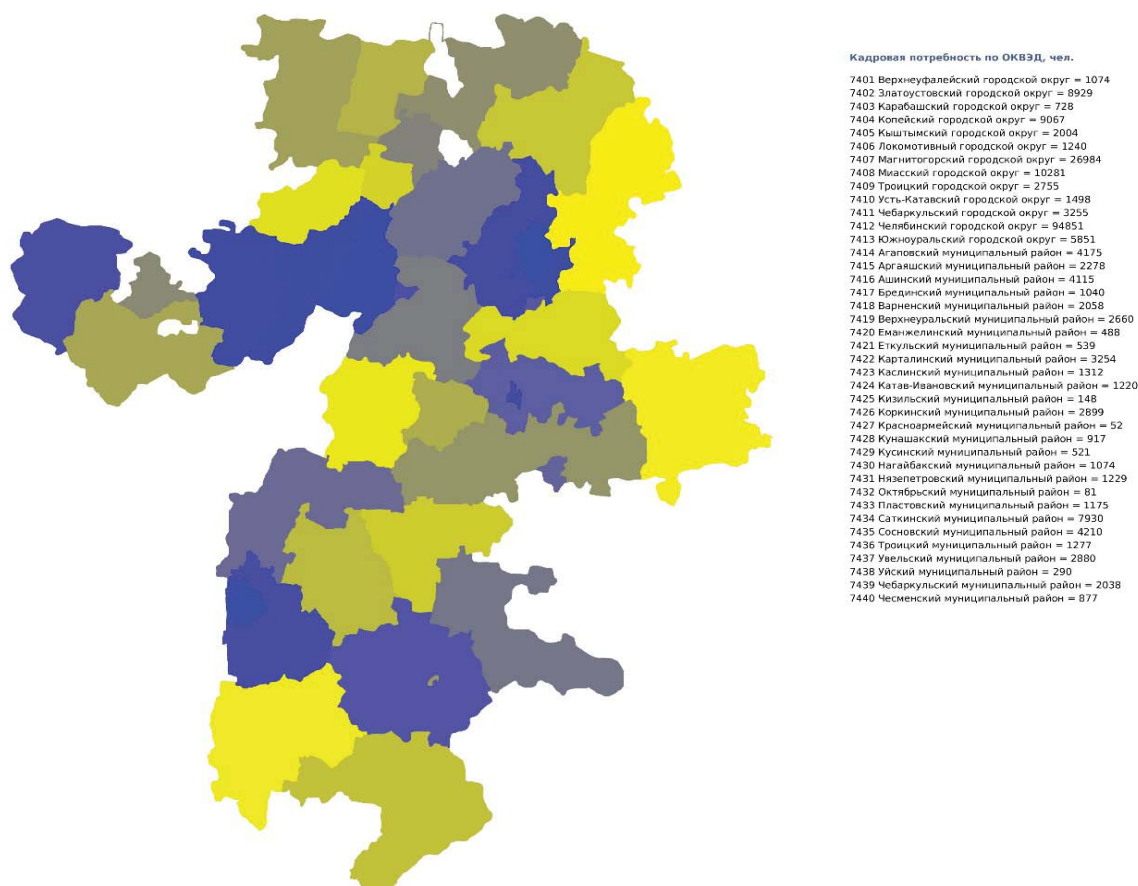 Кадровая потребность по ОКВЭД, чел.
7401 Верхнеуфалейский городской округ = 1074
7402 Златоустовский городской округ = 8929
7403 Карабашский городской округ = 728
7404 Копейский городской округ = 9067
7405 Кыштымский городской округ = 2004
7406 Локомотивный городской округ = 1240
7407 Магнитогорский городской округ = 26984
7408 Миасский городской округ = 10281
7409 Троицкий городской округ = 2755
7410 Усть-Катавский городской округ = 1498
7411 Чебаркульский городской округ = 3255
7412 Челябинский городской округ = 94851
7413 Южноуральский городской округ = 5851
7414 Агаповский муниципальный район = 4175
7415 Аргаяшский муниципальный район = 2278
7416 Ашинский муниципальный район = 4115
7417 Брединский муниципальный район = 1040
7418 Варненский муниципальный район = 2058
7419 Верхнеуральский муниципальный район = 2660
7420 Еманжелинский муниципальный район = 488
7421 Еткульский муниципальный район = 539
7422 Карталинский муниципальный район = 3254
7423 Каслинский муниципальный район = 1312
7424 Катав-Ивановский муниципальный район = 1220
7425 Кизильский муниципальный район = 148
7426 Коркинский муниципальный район = 2899
7427 Красноармейский муниципальный район = 52
7428 Кунашакский муниципальный район = 917
7429 Кусинский муниципальный район = 521
7430 Нагайбакский муниципальный район = 1074
7431 Нязепетровский муниципальный район = 1229
7432 Октябрьский муниципальный район = 81
7433 Пластовский муниципальный район = 1175
7434 Саткинский муниципальный район = 7930
7435 Сосновский муниципальный район = 4210
7436 Троицкий муниципальный район = 1277
7437 Увельский муниципальный район = 2880
7438 Уйский муниципальный район = 290
7439 Чебаркульский муниципальный район = 2038
7440 Чесменский муниципальный район = 877